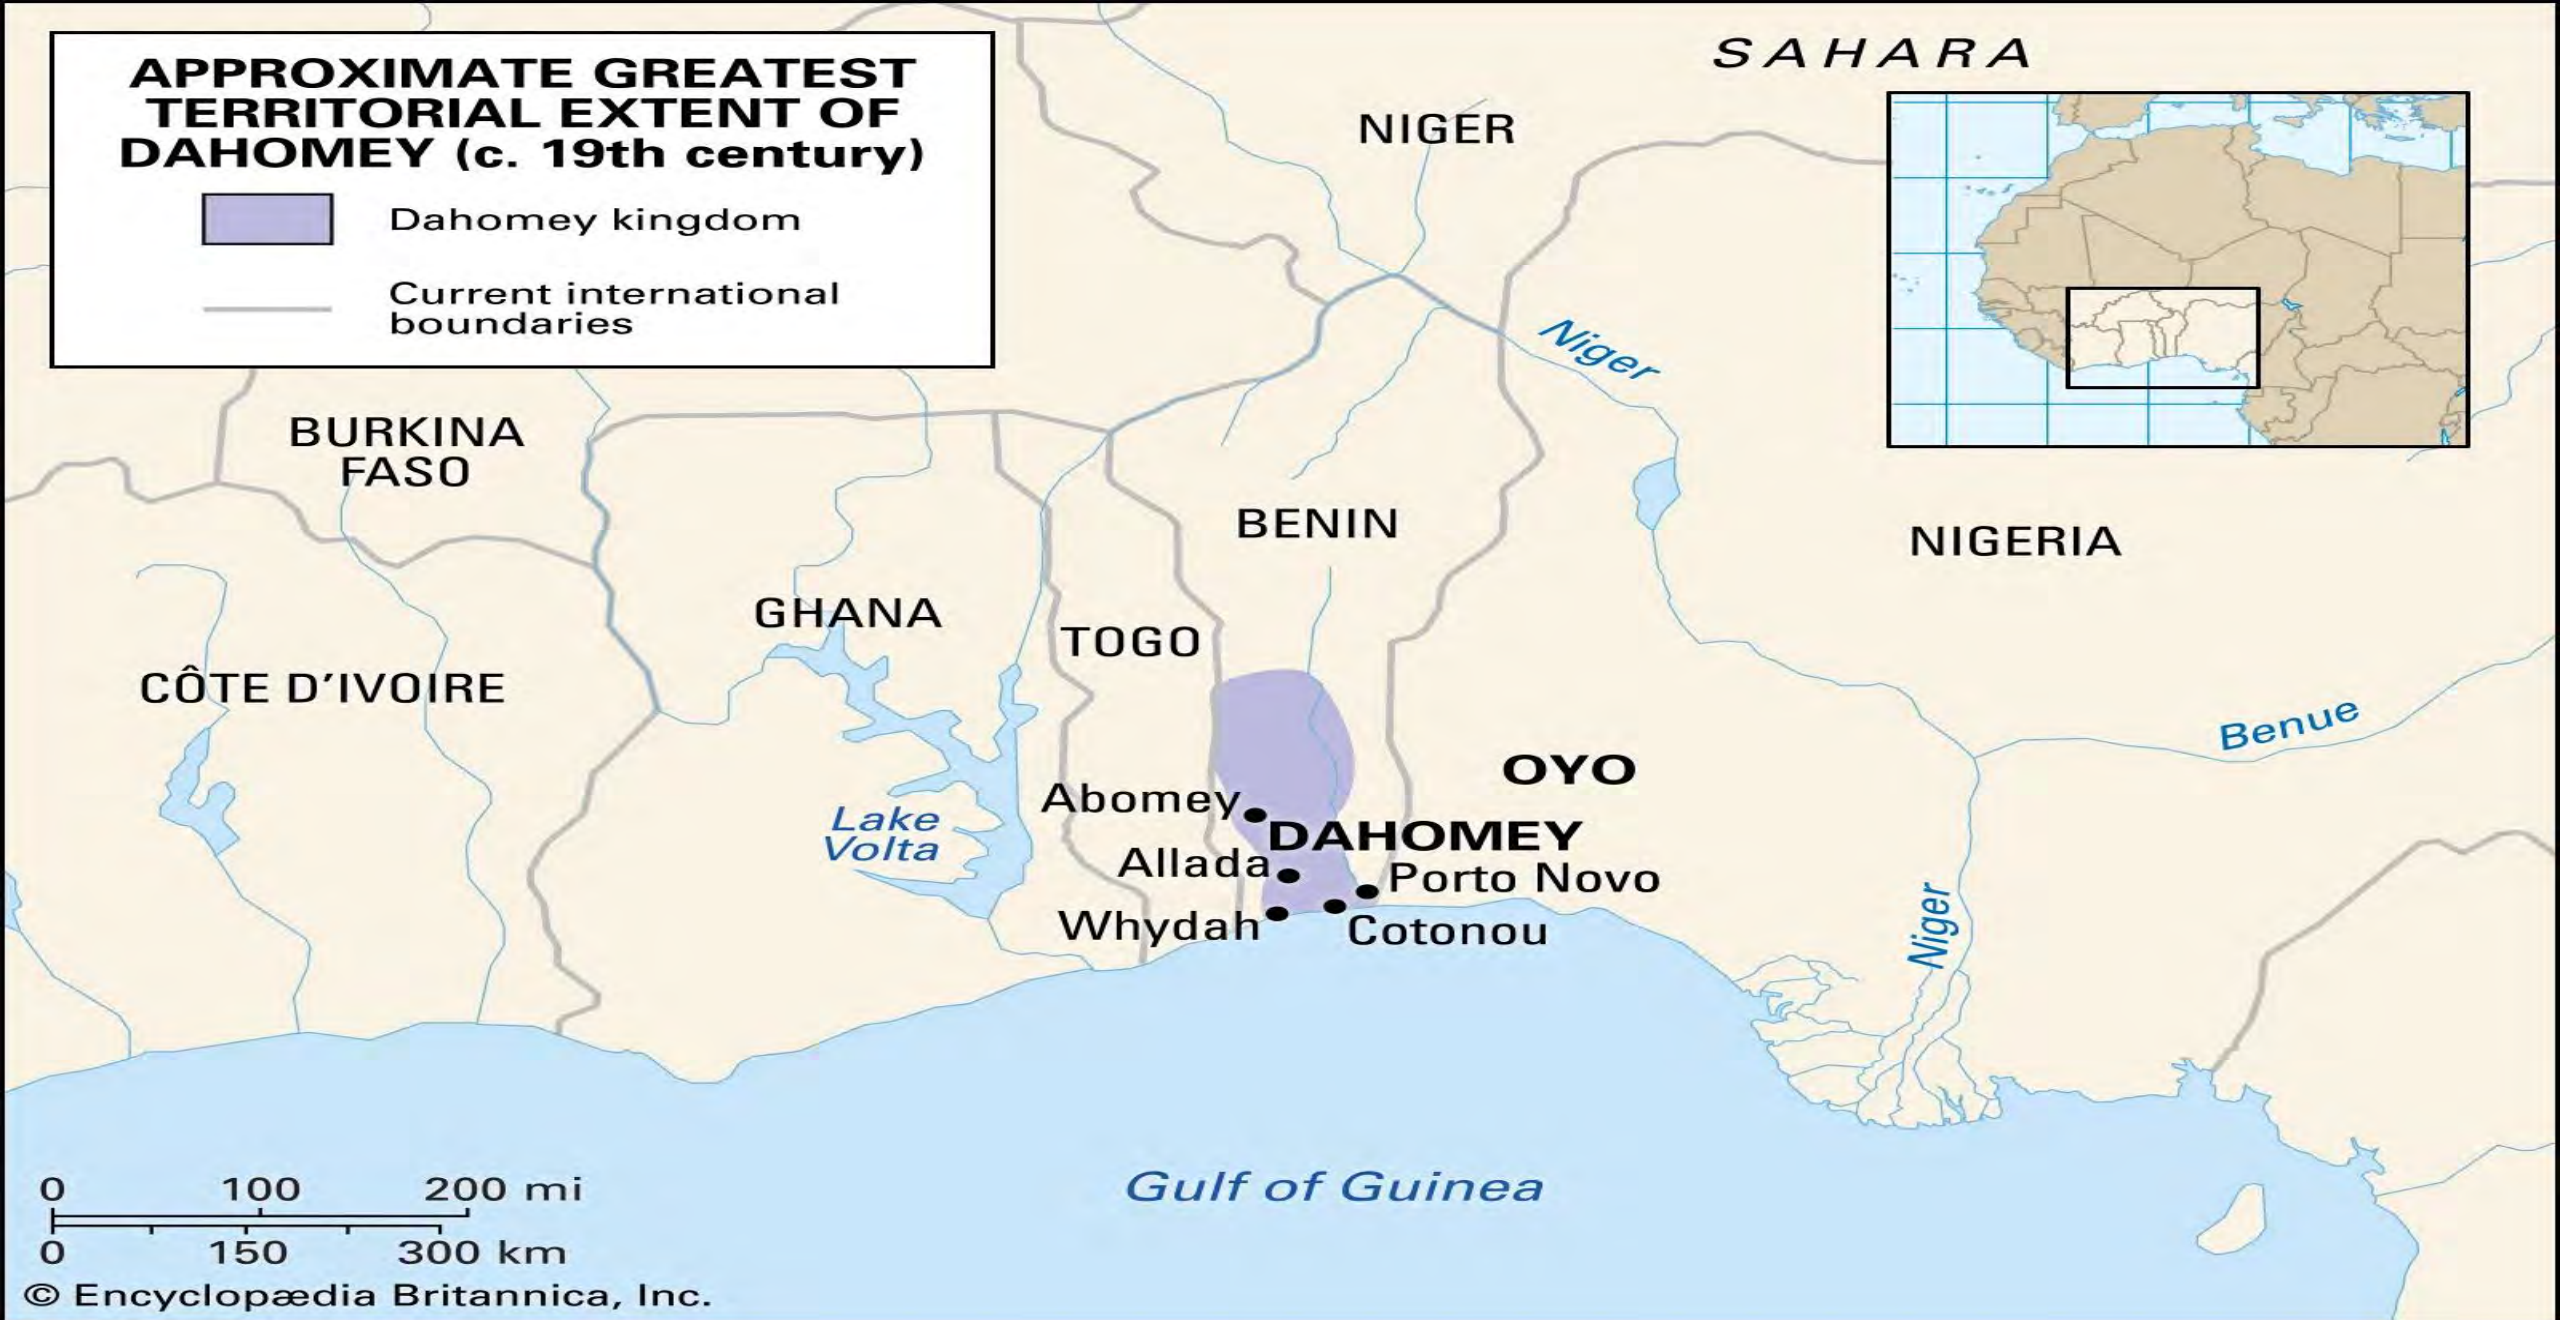 APPROXIMATE GREATEST
TERRITORIAL EXTENT OF
DAHOMEY (c. 19th century)
Dahomey kingdom
Current international
boundaries
SAHARA
NIGER
Niger
BURKINA
FASO
BENIN
NIGERIA
GHANA
TOGO
CÔTE D'IVOIRE
Benue
OYO
Abomey
Lake
Volta
DAHOMEY
Allada
Porto Novo
Whydah
Cotonou
Niger
Gulf of Guinea
0 100 200 mi
0 150 300 km
© Encyclopædia Britannica, Inc.